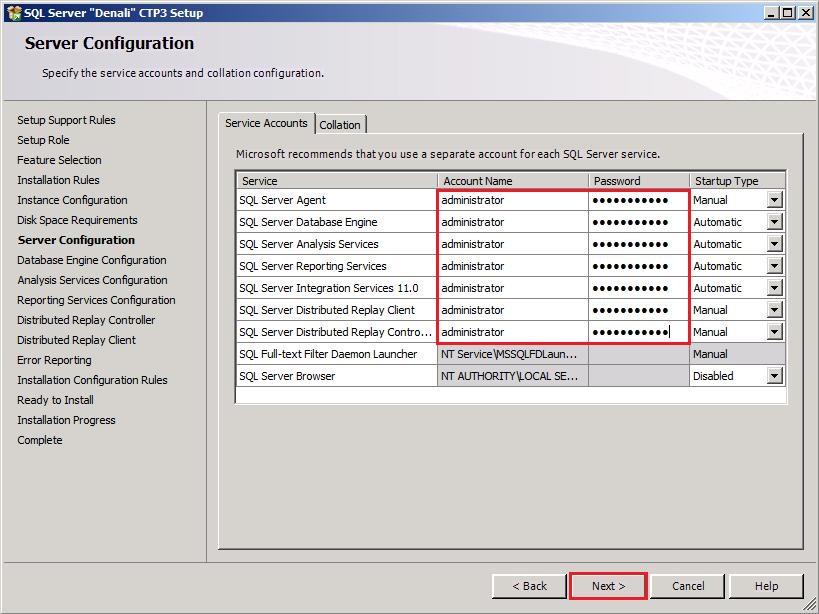 SQL Server "Denali" CTP3 Setup
Server Configuration
Specify the service accounts and collation configuration.
Setup Support Rules
Setup Role
Feature Selection
Installation Rules
Instance Configuration
Disk Space Requirements
Server Configuration
Database Engine Configuration
Analysis Services Configuration
Reporting Services Configuration
Distributed Replay Controller
Distributed Replay Client
Error Reporting
Installation Configuration Rules
Ready to Install
Installation Progress
Complete
Service Accounts Collation
Microsoft recommends that you use a separate account for each SQL Server service.
Service Account Name Password Startup Type
SQL Server Agent administrator ●●●●●●●●●●● Manual
SQL Server Database Engine administrator ●●●●●●●●●●● Automatic
SQL Server Analysis Services administrator ●●●●●●●●●●● Automatic
SQL Server Reporting Services administrator ●●●●●●●●●●● Automatic
SQL Server Integration Services 11.0 administrator ●●●●●●●●●●● Automatic
SQL Server Distributed Replay Client administrator ●●●●●●●●●●● Manual
SQL Server Distributed Replay Contro... administrator ●●●●●●●●●●● Manual
SQL Full-text Filter Daemon Launcher NT Service\MSSQLFDLaun... Manual
SQL Server Browser NT AUTHORITY\LOCAL SE... Disabled
< Back Next > Cancel Help